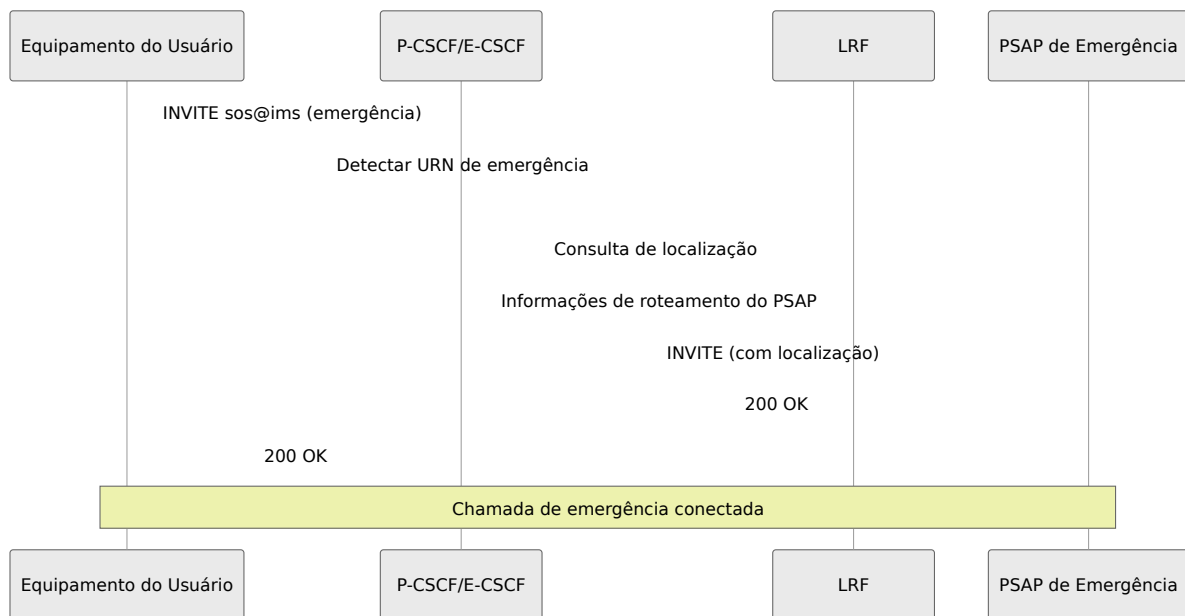 Equipamento do Usuário
P-CSCF/E-CSCF
LRF
PSAP de Emergência
INVITE sos@ims (emergência)
Detectar URN de emergência
Consulta de localização
Informações de roteamento do PSAP
INVITE (com localização)
200 OK
200 OK
Chamada de emergência conectada
Equipamento do Usuário
P-CSCF/E-CSCF
LRF
PSAP de Emergência